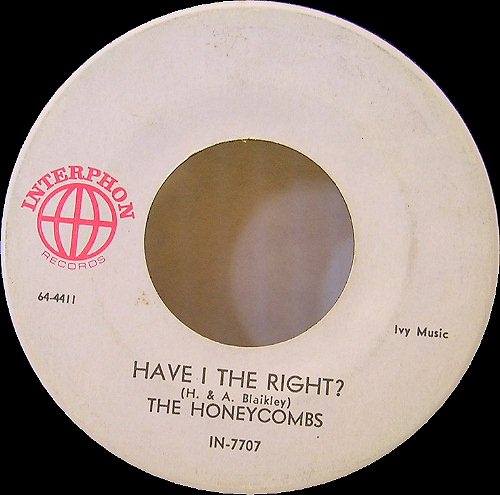 INTERPHON
RECORDS
64-4411
Ivy Music
HAVE I THE RIGHT?
(H. & A. Blaikley)
THE HONEYCOMBS
IN-7707